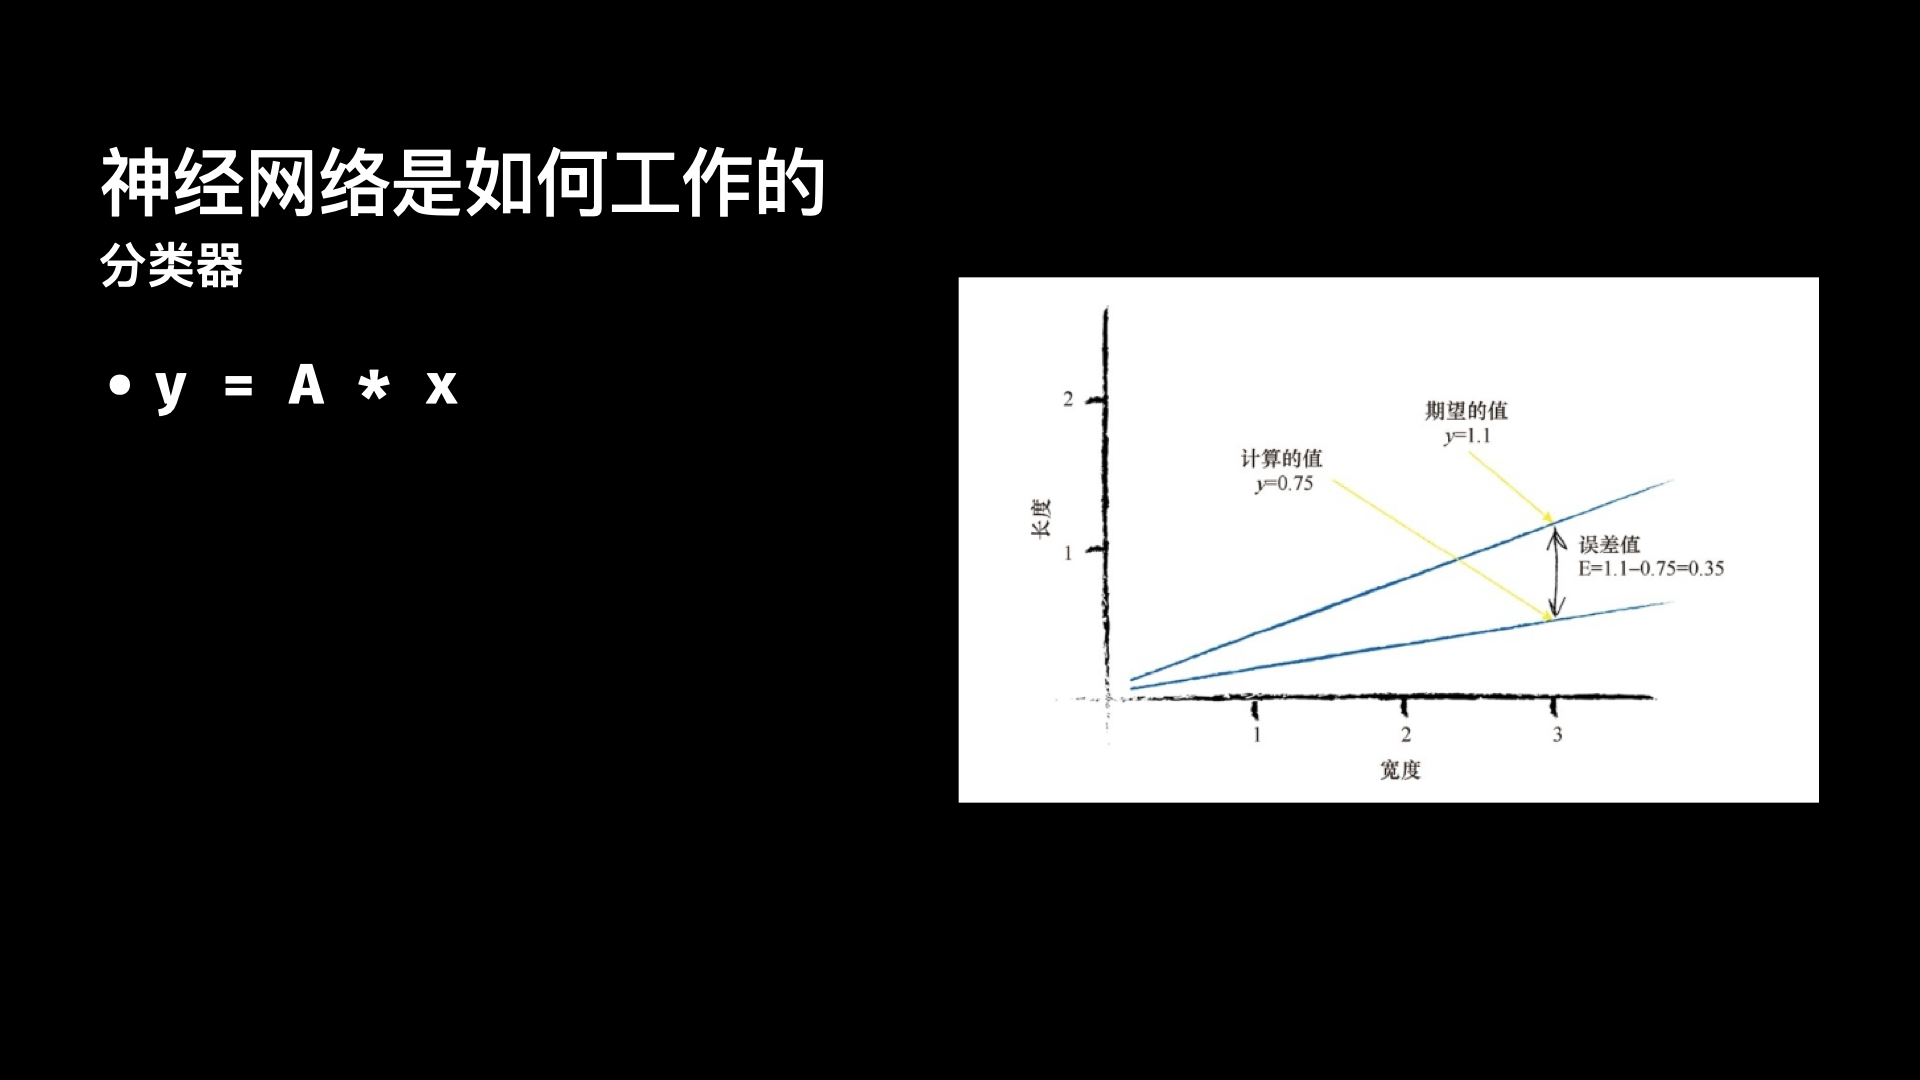 神经网络是如何工作的
分类器
• y = A * x
2
期望的值
y=1.1
计算的值
y=0.75
长度
误差值
1
E=1.1–0.75=0.35
1 2 3
宽度